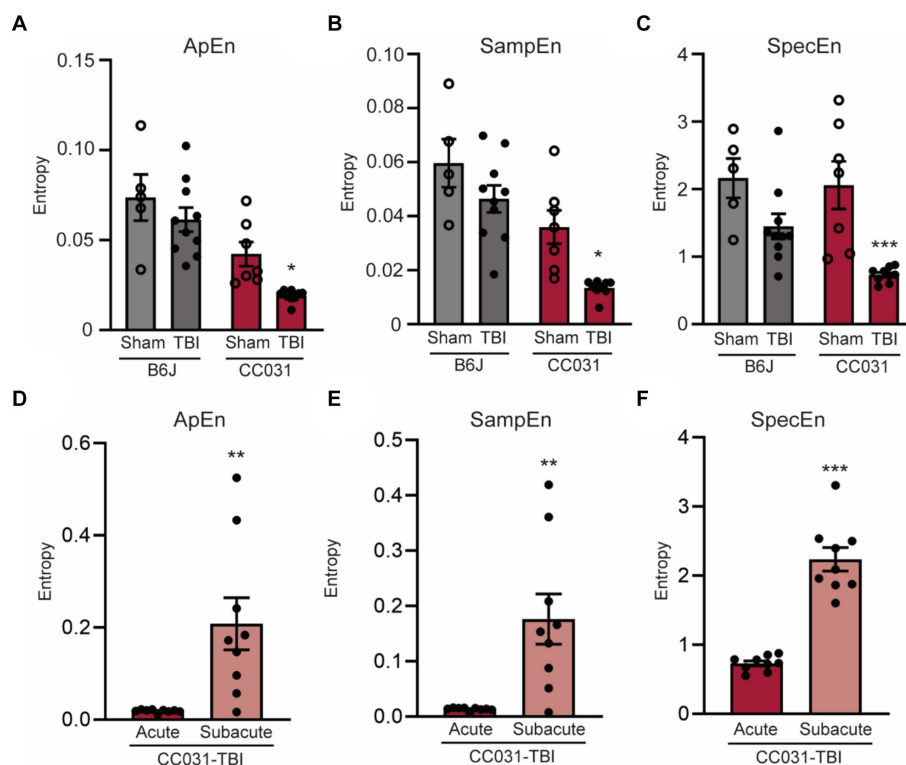 A
ApEn
Entropy
0.15
0.10
0.05
0
*
Sham TBI Sham TBI
B6J CC031
B
SampEn
Entropy
0.10
0.08
0.06
0.04
0.02
0
*
Sham TBI Sham TBI
B6J CC031
C
SpecEn
Entropy
4
3
2
1
0
***
Sham TBI Sham TBI
B6J CC031
D
ApEn
Entropy
0.6
0.4
0.2
0.0
**
Acute Subacute
CC031-TBI
E
SampEn
Entropy
0.5
0.4
0.3
0.2
0.1
0.0
**
Acute Subacute
CC031-TBI
F
SpecEn
Entropy
4
3
2
1
0
***
Acute Subacute
CC031-TBI